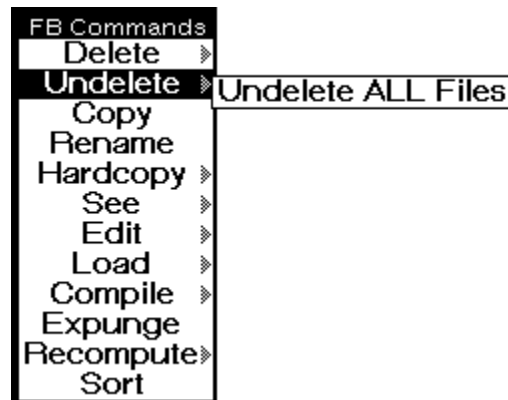 FB Commands
Delete
Undelete
Undelete ALL Files
Copy
Rename
Hardcopy
See
Edit
Load
Compile
Expunge
Recompute
Sort